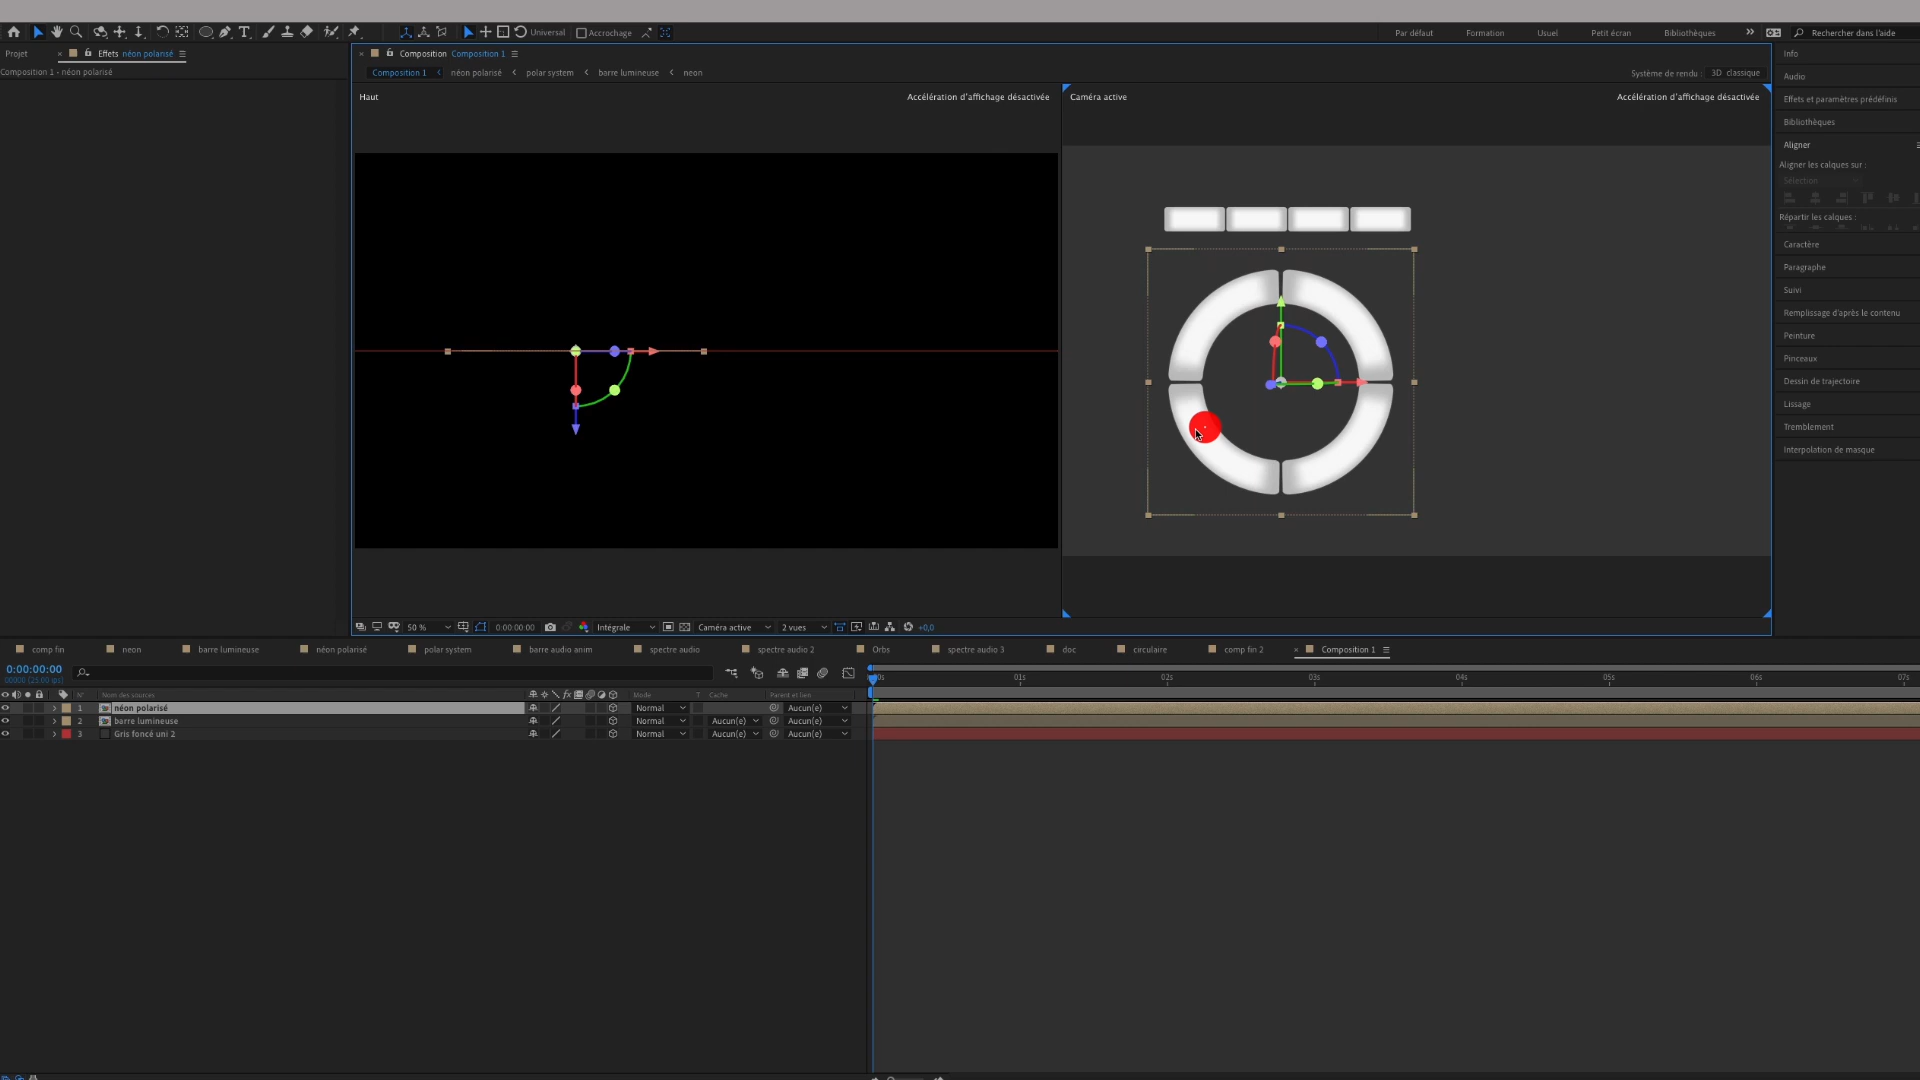 Universal
Accrochage
Par défaut
Formation
Usuel
Petit écran
Bibliothèques
Rechercher dans l'aide
Projet
Effets néon polarisé
Composition 1 - néon polarisé
Composition Composition 1
Composition 1
néon polarisé
polar system
barre lumineuse
neon
Système de rendu :
3D classique
Haut
Accélération d'affichage désactivée
Caméra active
Accélération d'affichage désactivée
Info
Audio
Effets et paramètres prédéfinis
Bibliothèques
Aligner
Aligner les calques sur :
Sélection
Répartir les calques :
Caractère
Paragraphe
Suivi
Remplissage d'après le contenu
Peinture
Pinceaux
Dessin de trajectoire
Lissage
Tremblement
Interpolation de masque
50 %
0:00:00:00
Intégrale
Caméra active
2 vues
+0,0
comp fin
neon
barre lumineuse
néon polarisé
polar system
barre audio anim
spectre audio
spectre audio 2
Orbs
spectre audio 3
doc
circulaire
comp fin 2
Composition 1
0:00:00:00
00000 (25.00 ips)
01s
02s
03s
04s
05s
06s
07s
N°
Nom des sources
Mode
T
Cache
Parent et lien
1 néon polarisé Normal Aucun(e)
2 barre lumineuse Normal Aucun(e) Aucun(e)
3 Gris foncé uni 2 Normal Aucun(e) Aucun(e)